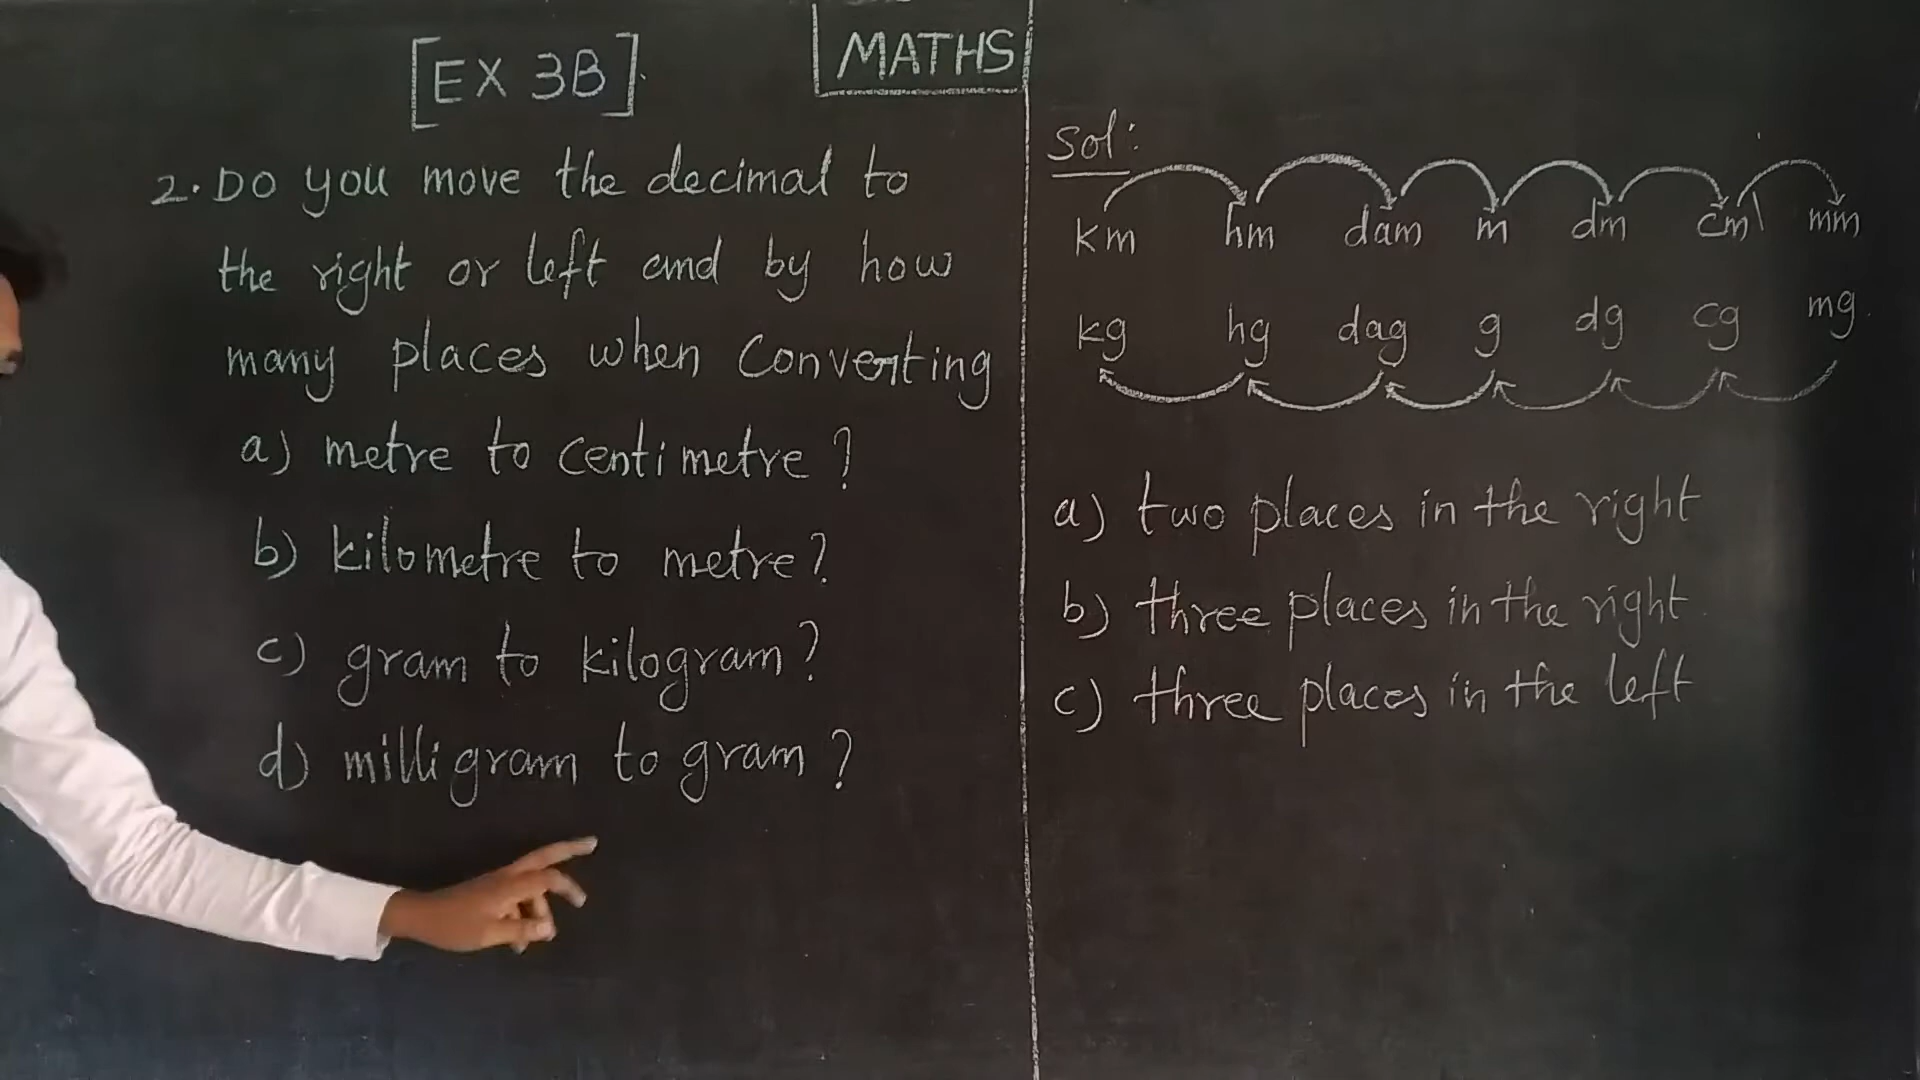 [EX 3B]
MATHS
2. Do you move the decimal to
the right or left and by how
many places when Converting
a) metre to centimetre?
b) kilometre to metre?
c) gram to kilogram?
d) milligram to gram?
Sol:
km hm dam m dm cm mm
kg hg dag g dg cg mg
a) two places in the right
b) three places in the right
c) three places in the left